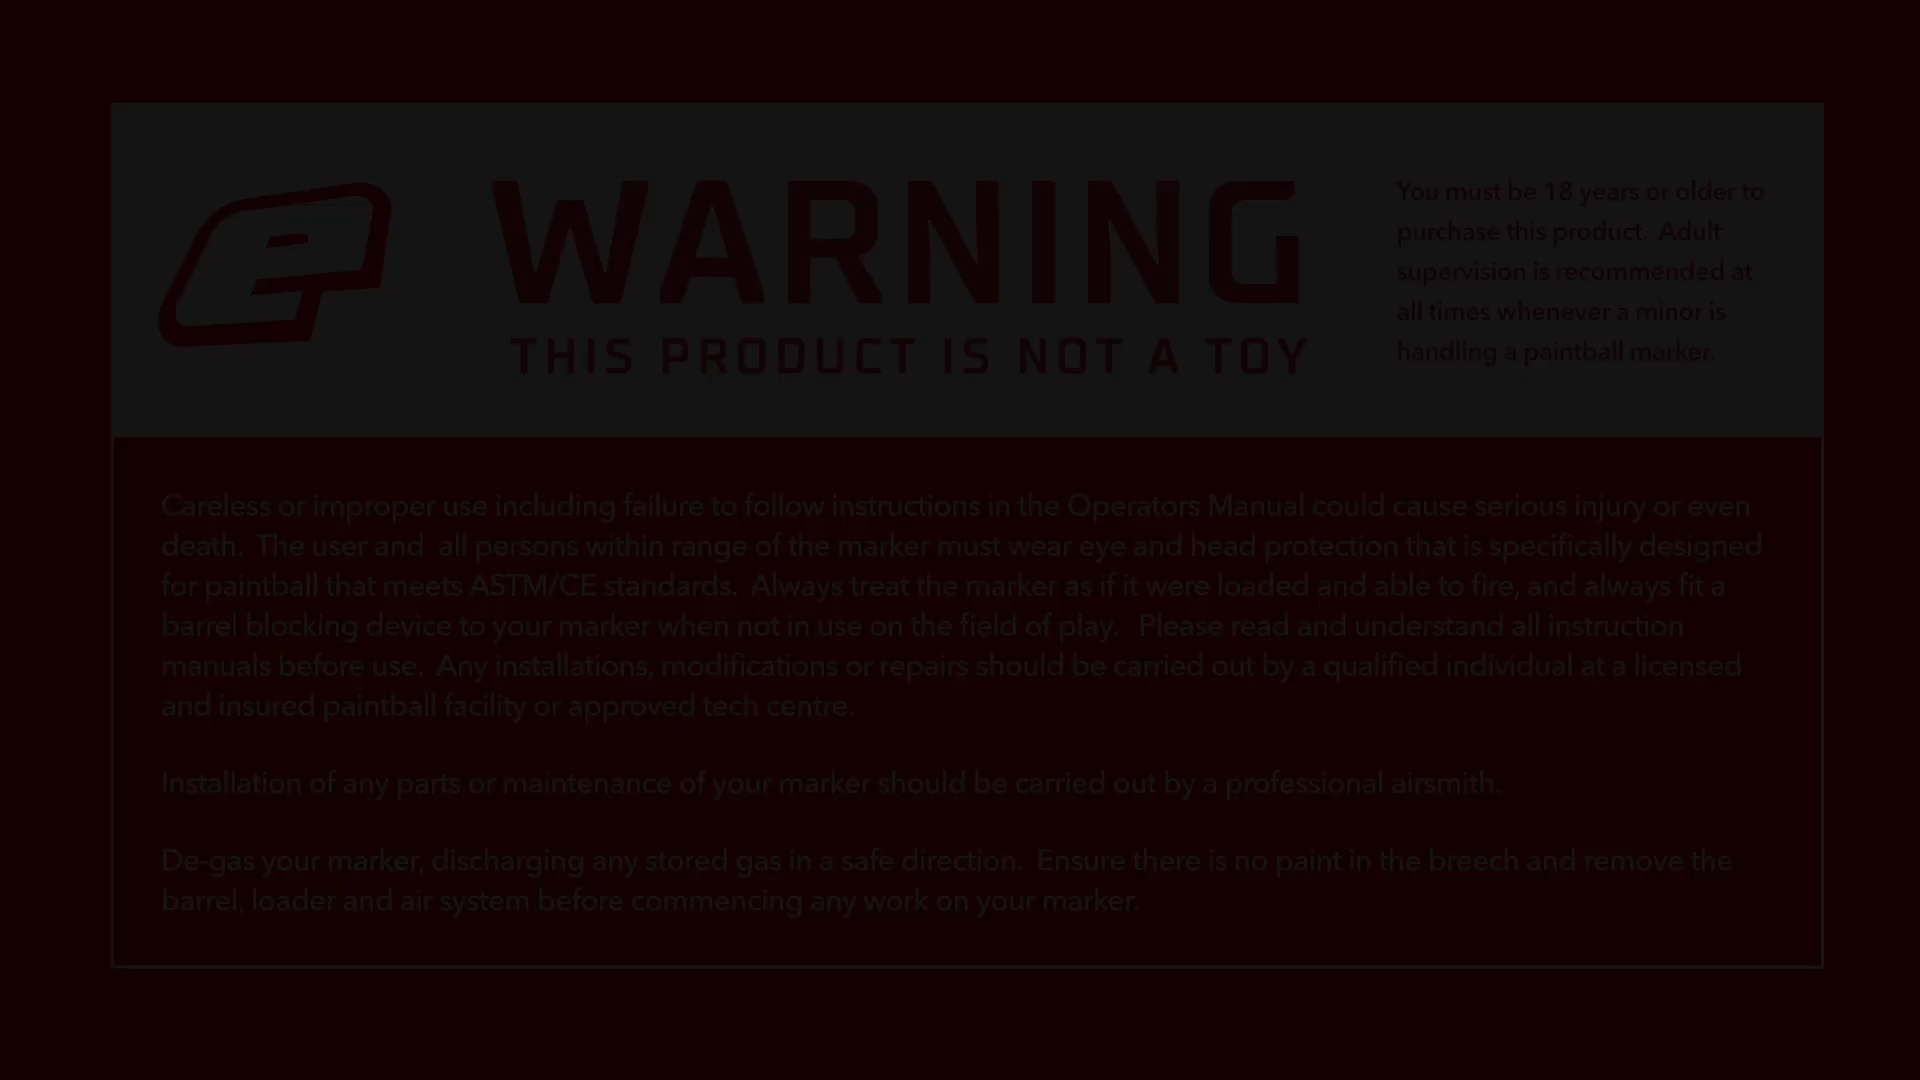 WARNING
THIS PRODUCT IS NOT A TOY
You must be 18 years or older to
purchase this product.  Adult
supervision is recommended at
all times whenever a minor is
handling a paintball marker.
Careless or improper use including failure to follow instructions in the Operators Manual could cause serious injury or even
death.  The user and  all persons within range of the marker must wear eye and head protection that is specifically designed
for paintball that meets ASTM/CE standards.  Always treat the marker as if it were loaded and able to fire, and always fit a
barrel blocking device to your marker when not in use on the field of play.   Please read and understand all instruction
manuals before use.  Any installations, modifications or repairs should be carried out by a qualified individual at a licensed
and insured paintball facility or approved tech centre.
Installation of any parts or maintenance of your marker should be carried out by a professional airsmith.
De-gas your marker, discharging any stored gas in a safe direction.  Ensure there is no paint in the breech and remove the
barrel, loader and air system before commencing any work on your marker.